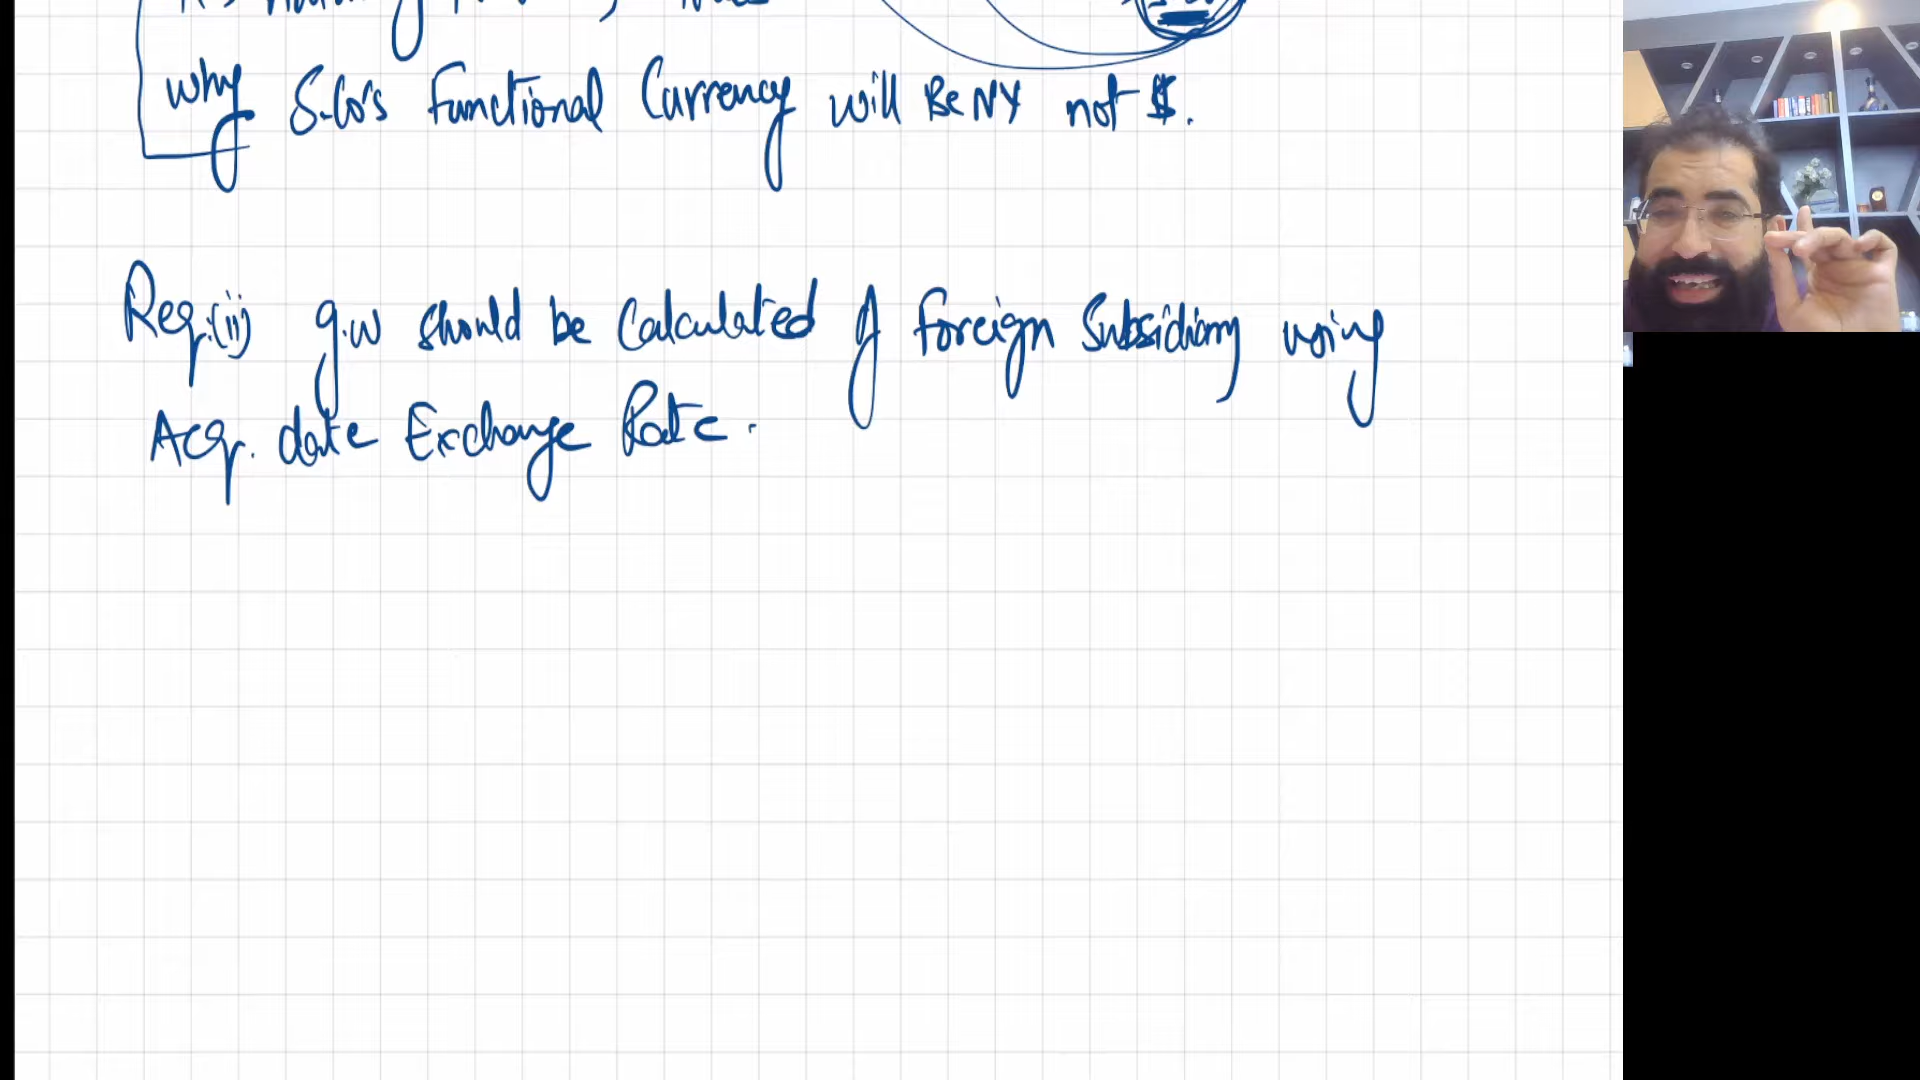 why S.Co's functional Currency will Be NY not $.
Req.(ii) g.w should be Calculated of foreign Subsidiary using
Acq. date Exchange Rate.